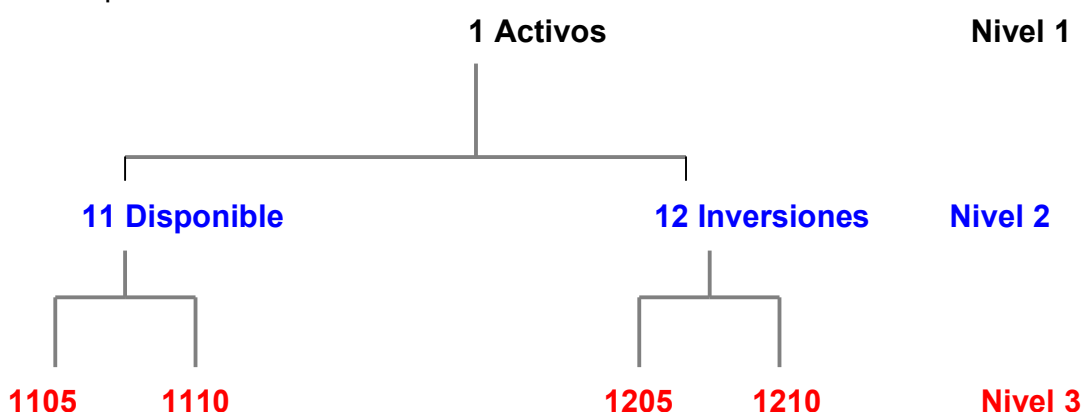 1 Activos Nivel 1
11 Disponible 12 Inversiones Nivel 2
1105 1110 1205 1210 Nivel 3